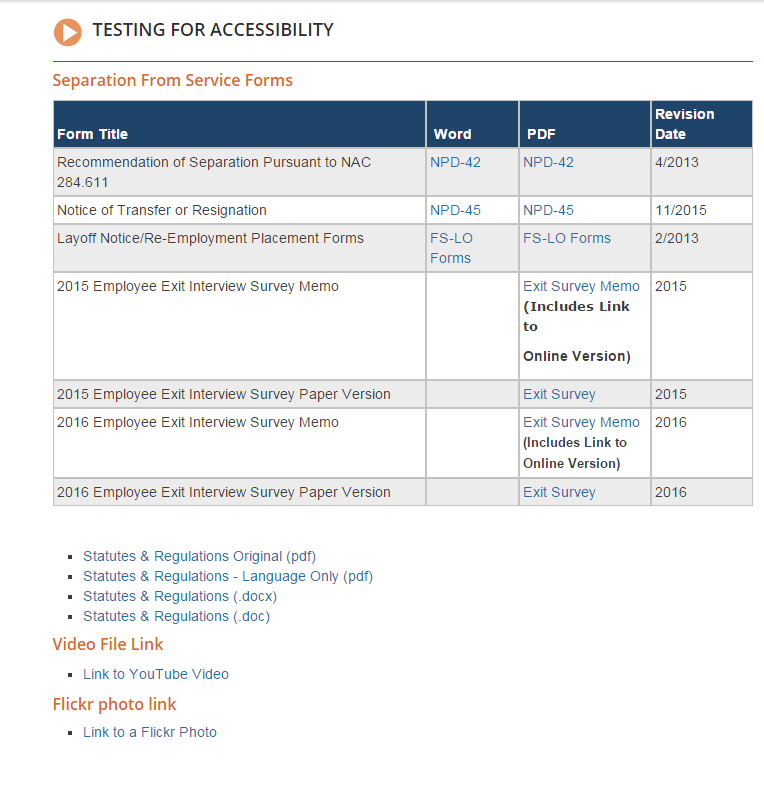 TESTING FOR ACCESSIBILITY
Separation From Service Forms
Form Title Word PDF Revision Date
Recommendation of Separation Pursuant to NAC 284.611 NPD-42 NPD-42 4/2013
Notice of Transfer or Resignation NPD-45 NPD-45 11/2015
Layoff Notice/Re-Employment Placement Forms FS-LO Forms FS-LO Forms 2/2013
2015 Employee Exit Interview Survey Memo Exit Survey Memo (Includes Link to Online Version) 2015
2015 Employee Exit Interview Survey Paper Version Exit Survey 2015
2016 Employee Exit Interview Survey Memo Exit Survey Memo (Includes Link to Online Version) 2016
2016 Employee Exit Interview Survey Paper Version Exit Survey 2016
Statutes & Regulations Original (pdf)
Statutes & Regulations - Language Only (pdf)
Statutes & Regulations (.docx)
Statutes & Regulations (.doc)
Video File Link
Link to YouTube Video
Flickr photo link
Link to a Flickr Photo